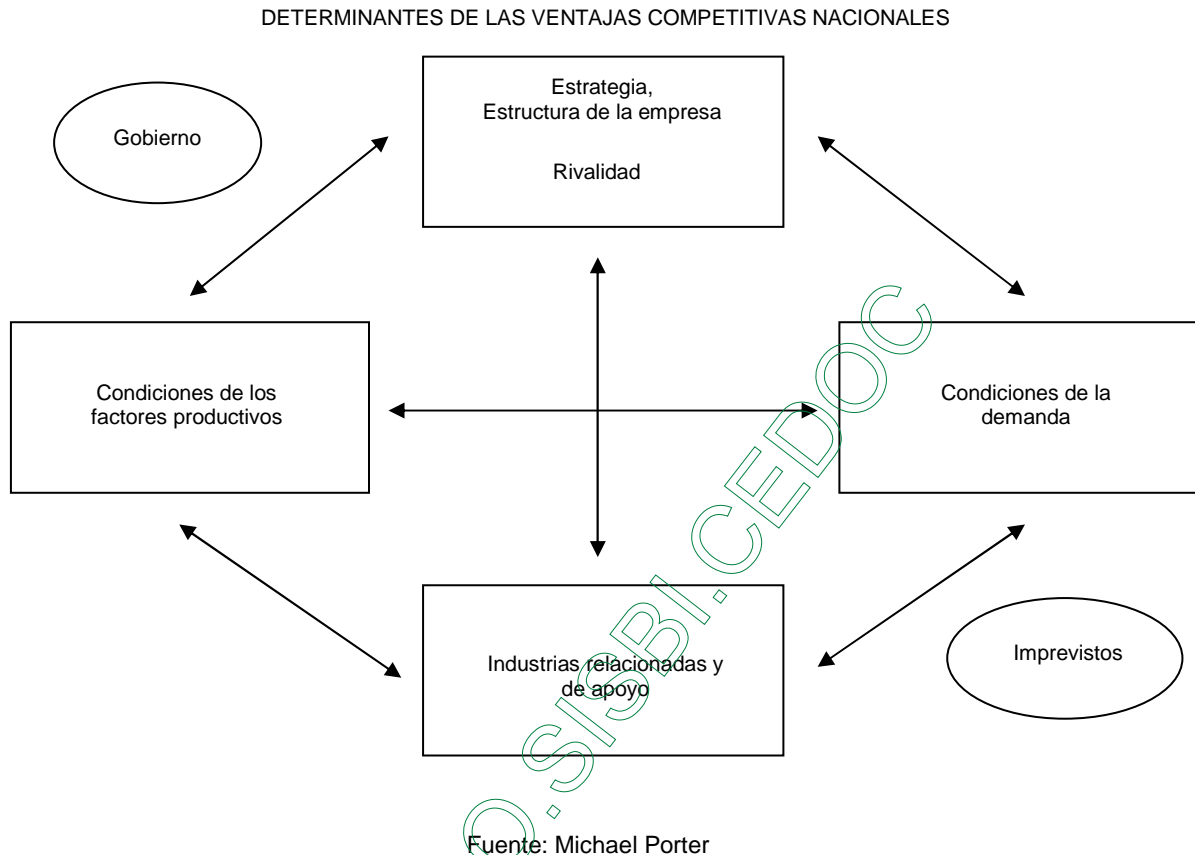 DETERMINANTES DE LAS VENTAJAS COMPETITIVAS NACIONALES
Estrategia,
Estructura de la empresa
Rivalidad
Gobierno
Condiciones de los
factores productivos
Condiciones de la
demanda
Industrias relacionadas y
de apoyo
Imprevistos
O.SISBI.CEDOC
Fuente: Michael Porter